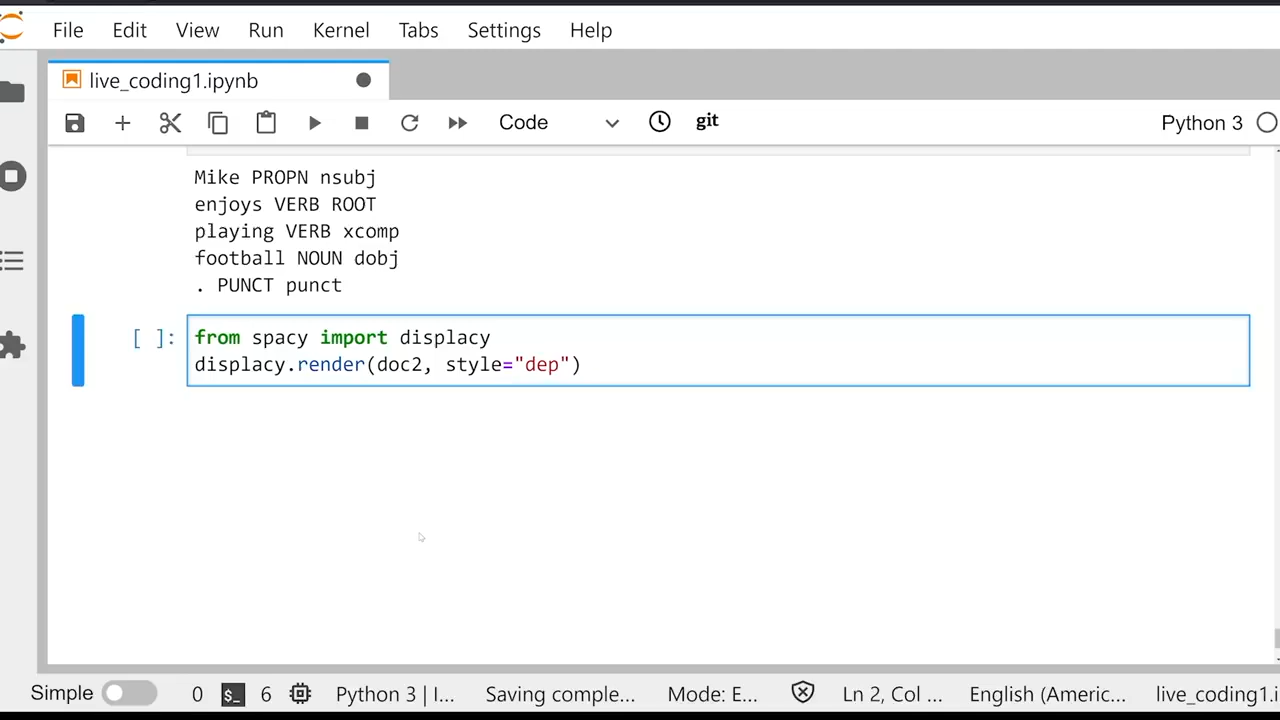 File Edit View Run Kernel Tabs Settings Help
live_coding1.ipynb
Code git Python 3
Mike PROPN nsubj
enjoys VERB ROOT
playing VERB xcomp
football NOUN dobj
. PUNCT punct
[ ]: from spacy import displacy
displacy.render(doc2, style="dep")
Simple 0 $_ 6 Python 3 | I... Saving comple... Mode: E... Ln 2, Col ... English (Americ... live_coding1.i